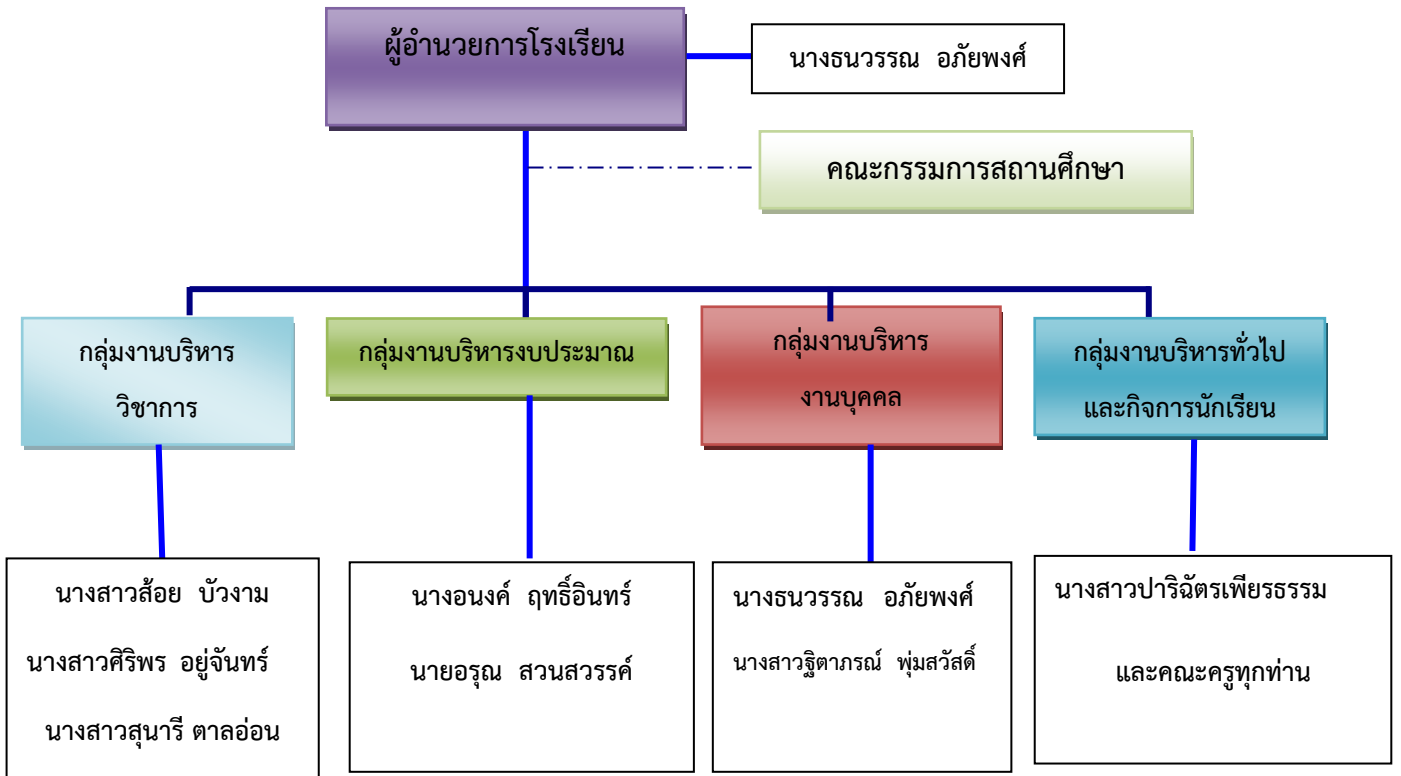 ผู้อำนวยการโรงเรียน
นางธนวรรณ อภัยพงศ์
คณะกรรมการสถานศึกษา
กลุ่มงานบริหาร
วิชาการ
กลุ่มงานบริหารงบประมาณ
กลุ่มงานบริหาร
งานบุคคล
กลุ่มงานบริหารทั่วไป
และกิจการนักเรียน
นางสาวส้อย บัวงาม
นางสาวศิริพร อยู่จันทร์
นางสาวสุนารี ตาลอ่อน
นางอนงค์ ฤทธิ์อินทร์
นายอรุณ สวนสวรรค์
นางธนวรรณ อภัยพงศ์
นางสาวฐิตาภรณ์ พุ่มสวัสดิ์
นางสาวปาริฉัตรเพียรธรรม
และคณะครูทุกท่าน